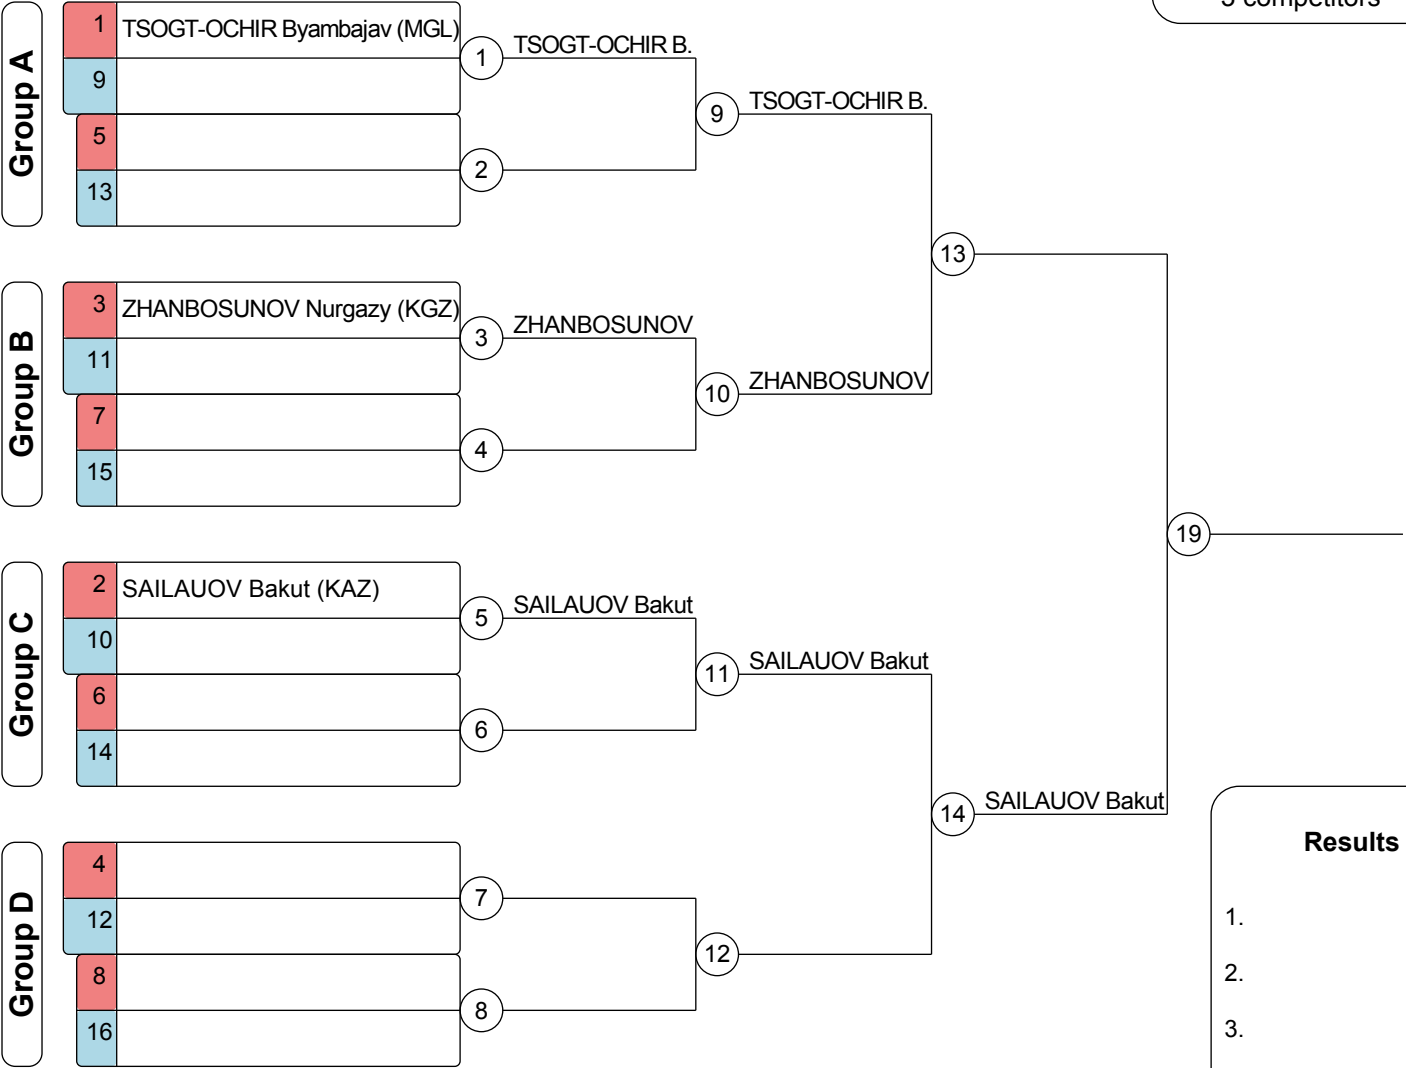 3 competitors
Group A
1 TSOGT-OCHIR Byambajav (MGL)
9
5
13
1 TSOGT-OCHIR B.
2
9 TSOGT-OCHIR B.
13
Group B
3 ZHANBOSUNOV Nurgazy (KGZ)
11
7
15
3 ZHANBOSUNOV
4
10 ZHANBOSUNOV
19
Group C
2 SAILAUOV Bakut (KAZ)
10
6
14
5 SAILAUOV Bakut
6
11 SAILAUOV Bakut
14 SAILAUOV Bakut
Group D
4
12
8
16
7
8
12
Results
1.
2.
3.